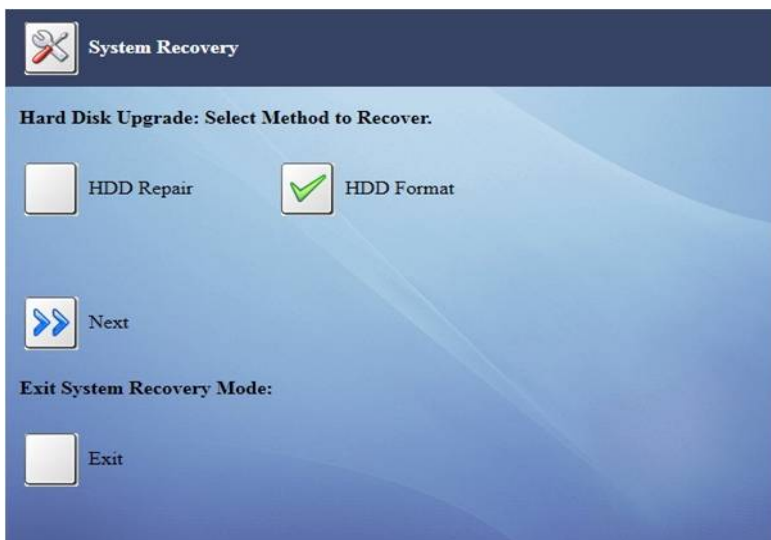 System Recovery
Hard Disk Upgrade: Select Method to Recover.
HDD Repair HDD Format
Next
Exit System Recovery Mode:
Exit